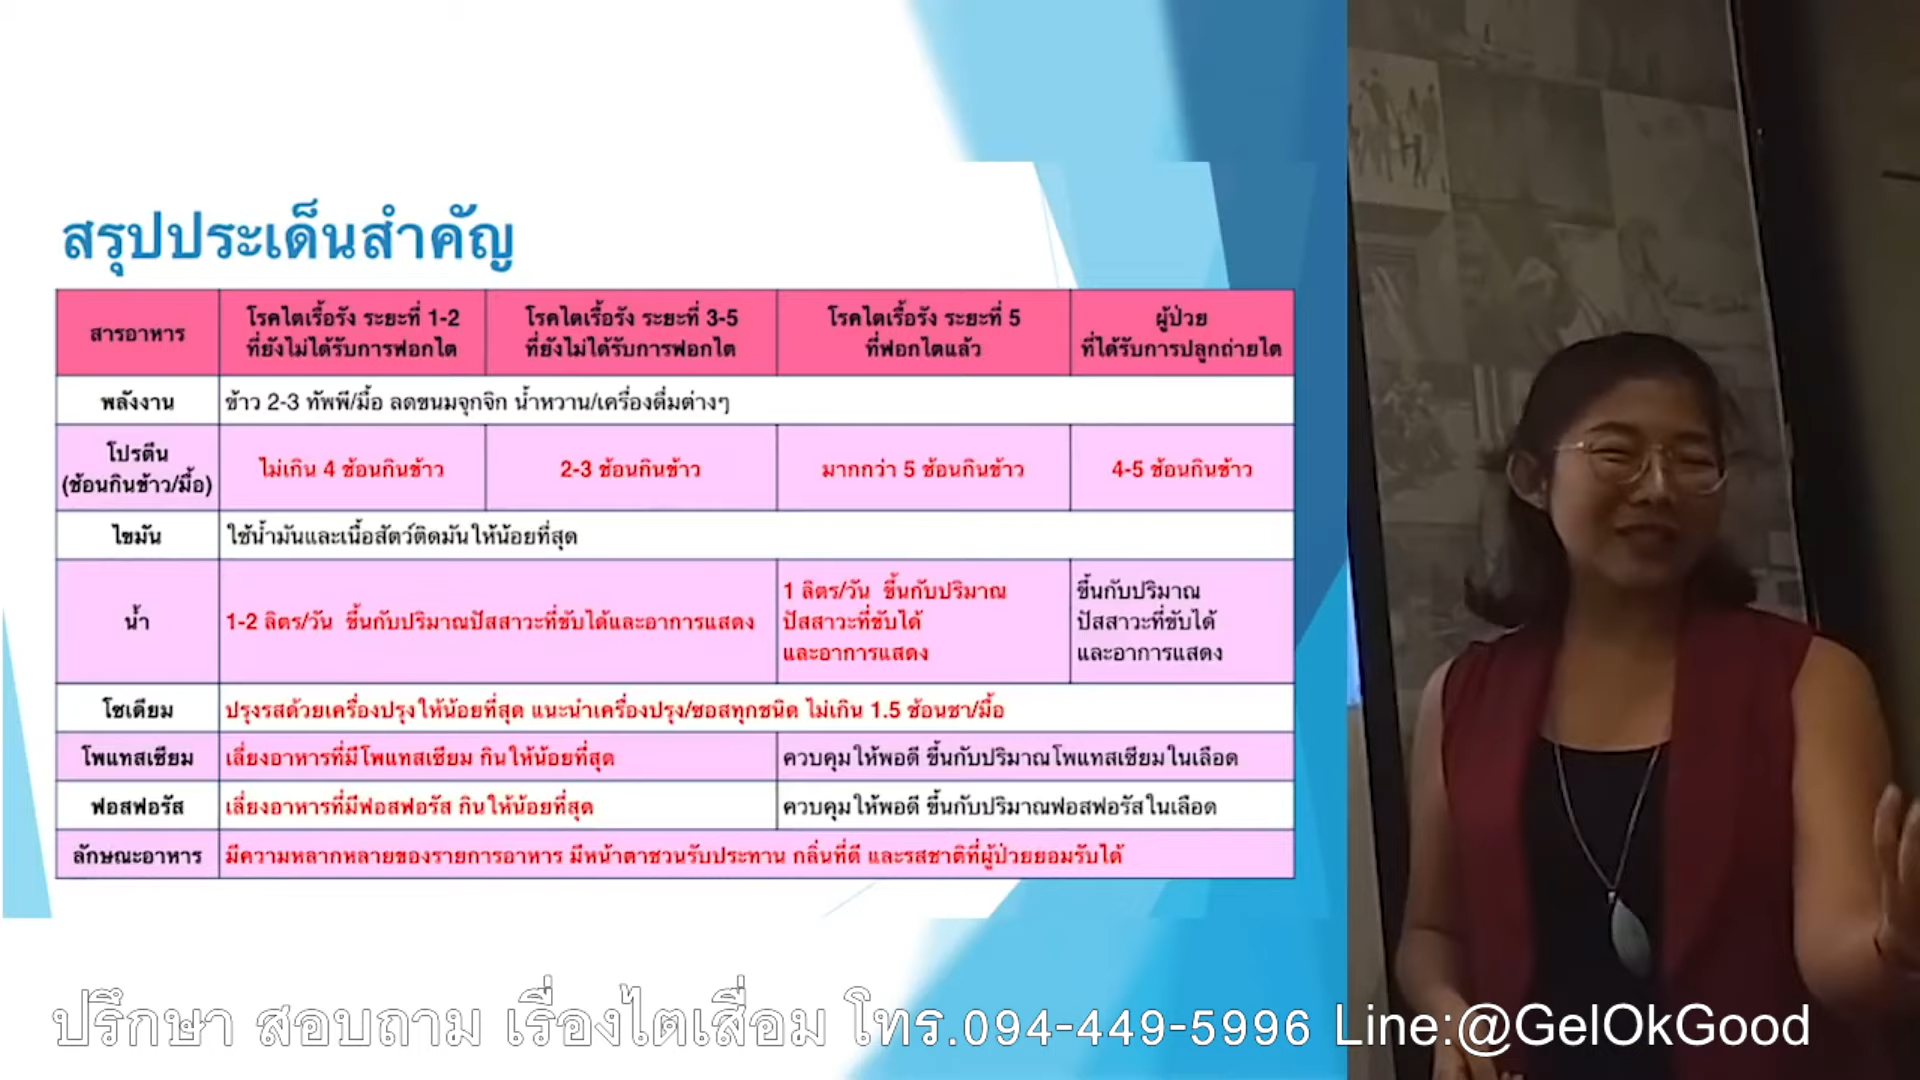 สรุปประเด็นสำคัญ
สารอาหาร
โรคไตเรื้อรัง ระยะที่ 1-2
ที่ยังไม่ได้รับการฟอกไต
โรคไตเรื้อรัง ระยะที่ 3-5
ที่ยังไม่ได้รับการฟอกไต
โรคไตเรื้อรัง ระยะที่ 5
ที่ฟอกไตแล้ว
ผู้ป่วย
ที่ได้รับการปลูกถ่ายไต
พลังงาน
ข้าว 2-3 ทัพพี/มื้อ ลดขนมจุกจิก น้ำหวาน/เครื่องดื่มต่างๆ
โปรตีน
(ช้อนกินข้าว/มื้อ)
ไม่เกิน 4 ช้อนกินข้าว
2-3 ช้อนกินข้าว
มากกว่า 5 ช้อนกินข้าว
4-5 ช้อนกินข้าว
ไขมัน
ใช้น้ำมันและเนื้อสัตว์ติดมันให้น้อยที่สุด
น้ำ
1-2 ลิตร/วัน ขึ้นกับปริมาณปัสสาวะที่ขับได้และอาการแสดง
1 ลิตร/วัน ขึ้นกับปริมาณ
ปัสสาวะที่ขับได้
และอาการแสดง
ขึ้นกับปริมาณ
ปัสสาวะที่ขับได้
และอาการแสดง
โซเดียม
ปรุงรสด้วยเครื่องปรุงให้น้อยที่สุด แนะนำเครื่องปรุง/ซอสทุกชนิด ไม่เกิน 1.5 ช้อนชา/มื้อ
โพแทสเซียม
เลี่ยงอาหารที่มีโพแทสเซียม กินให้น้อยที่สุด
ควบคุมให้พอดี ขึ้นกับปริมาณโพแทสเซียมในเลือด
ฟอสฟอรัส
เลี่ยงอาหารที่มีฟอสฟอรัส กินให้น้อยที่สุด
ควบคุมให้พอดี ขึ้นกับปริมาณฟอสฟอรัสในเลือด
ลักษณะอาหาร
มีความหลากหลายของรายการอาหาร มีหน้าตาชวนรับประทาน กลิ่นที่ดี และรสชาติที่ผู้ป่วยยอมรับได้
ปรึกษา สอบถาม เรื่องไตเสื่อม โทร.094-449-5996 Line:@GelOkGood